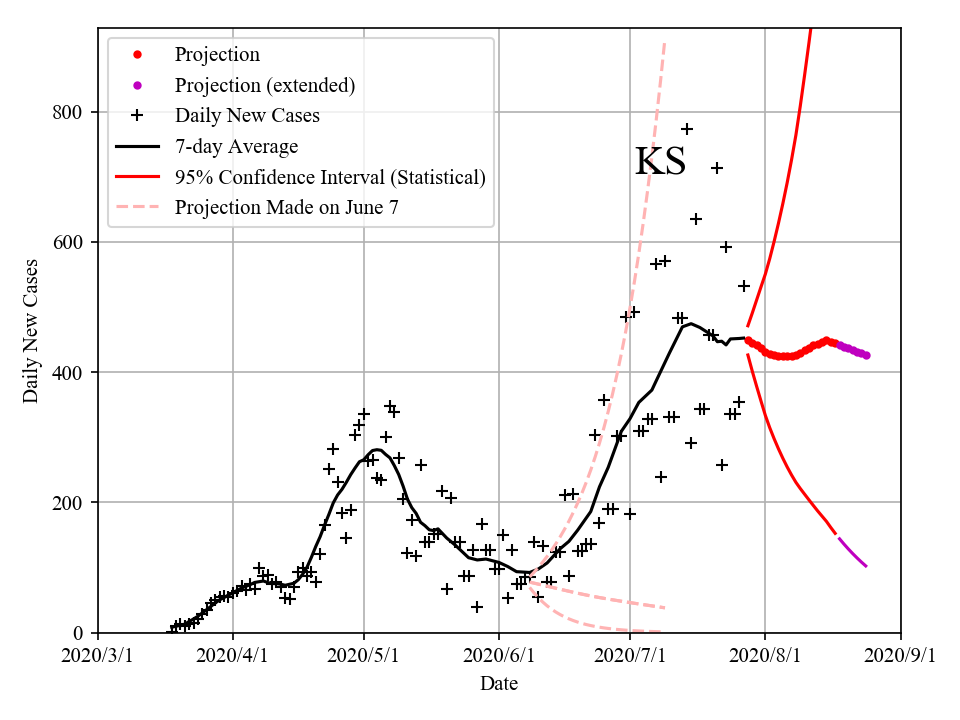 Projection
Projection (extended)
Daily New Cases
7-day Average
95% Confidence Interval (Statistical)
Projection Made on June 7
KS
800
600
400
200
0
Daily New Cases
2020/3/1 2020/4/1 2020/5/1 2020/6/1 2020/7/1 2020/8/1 2020/9/1
Date